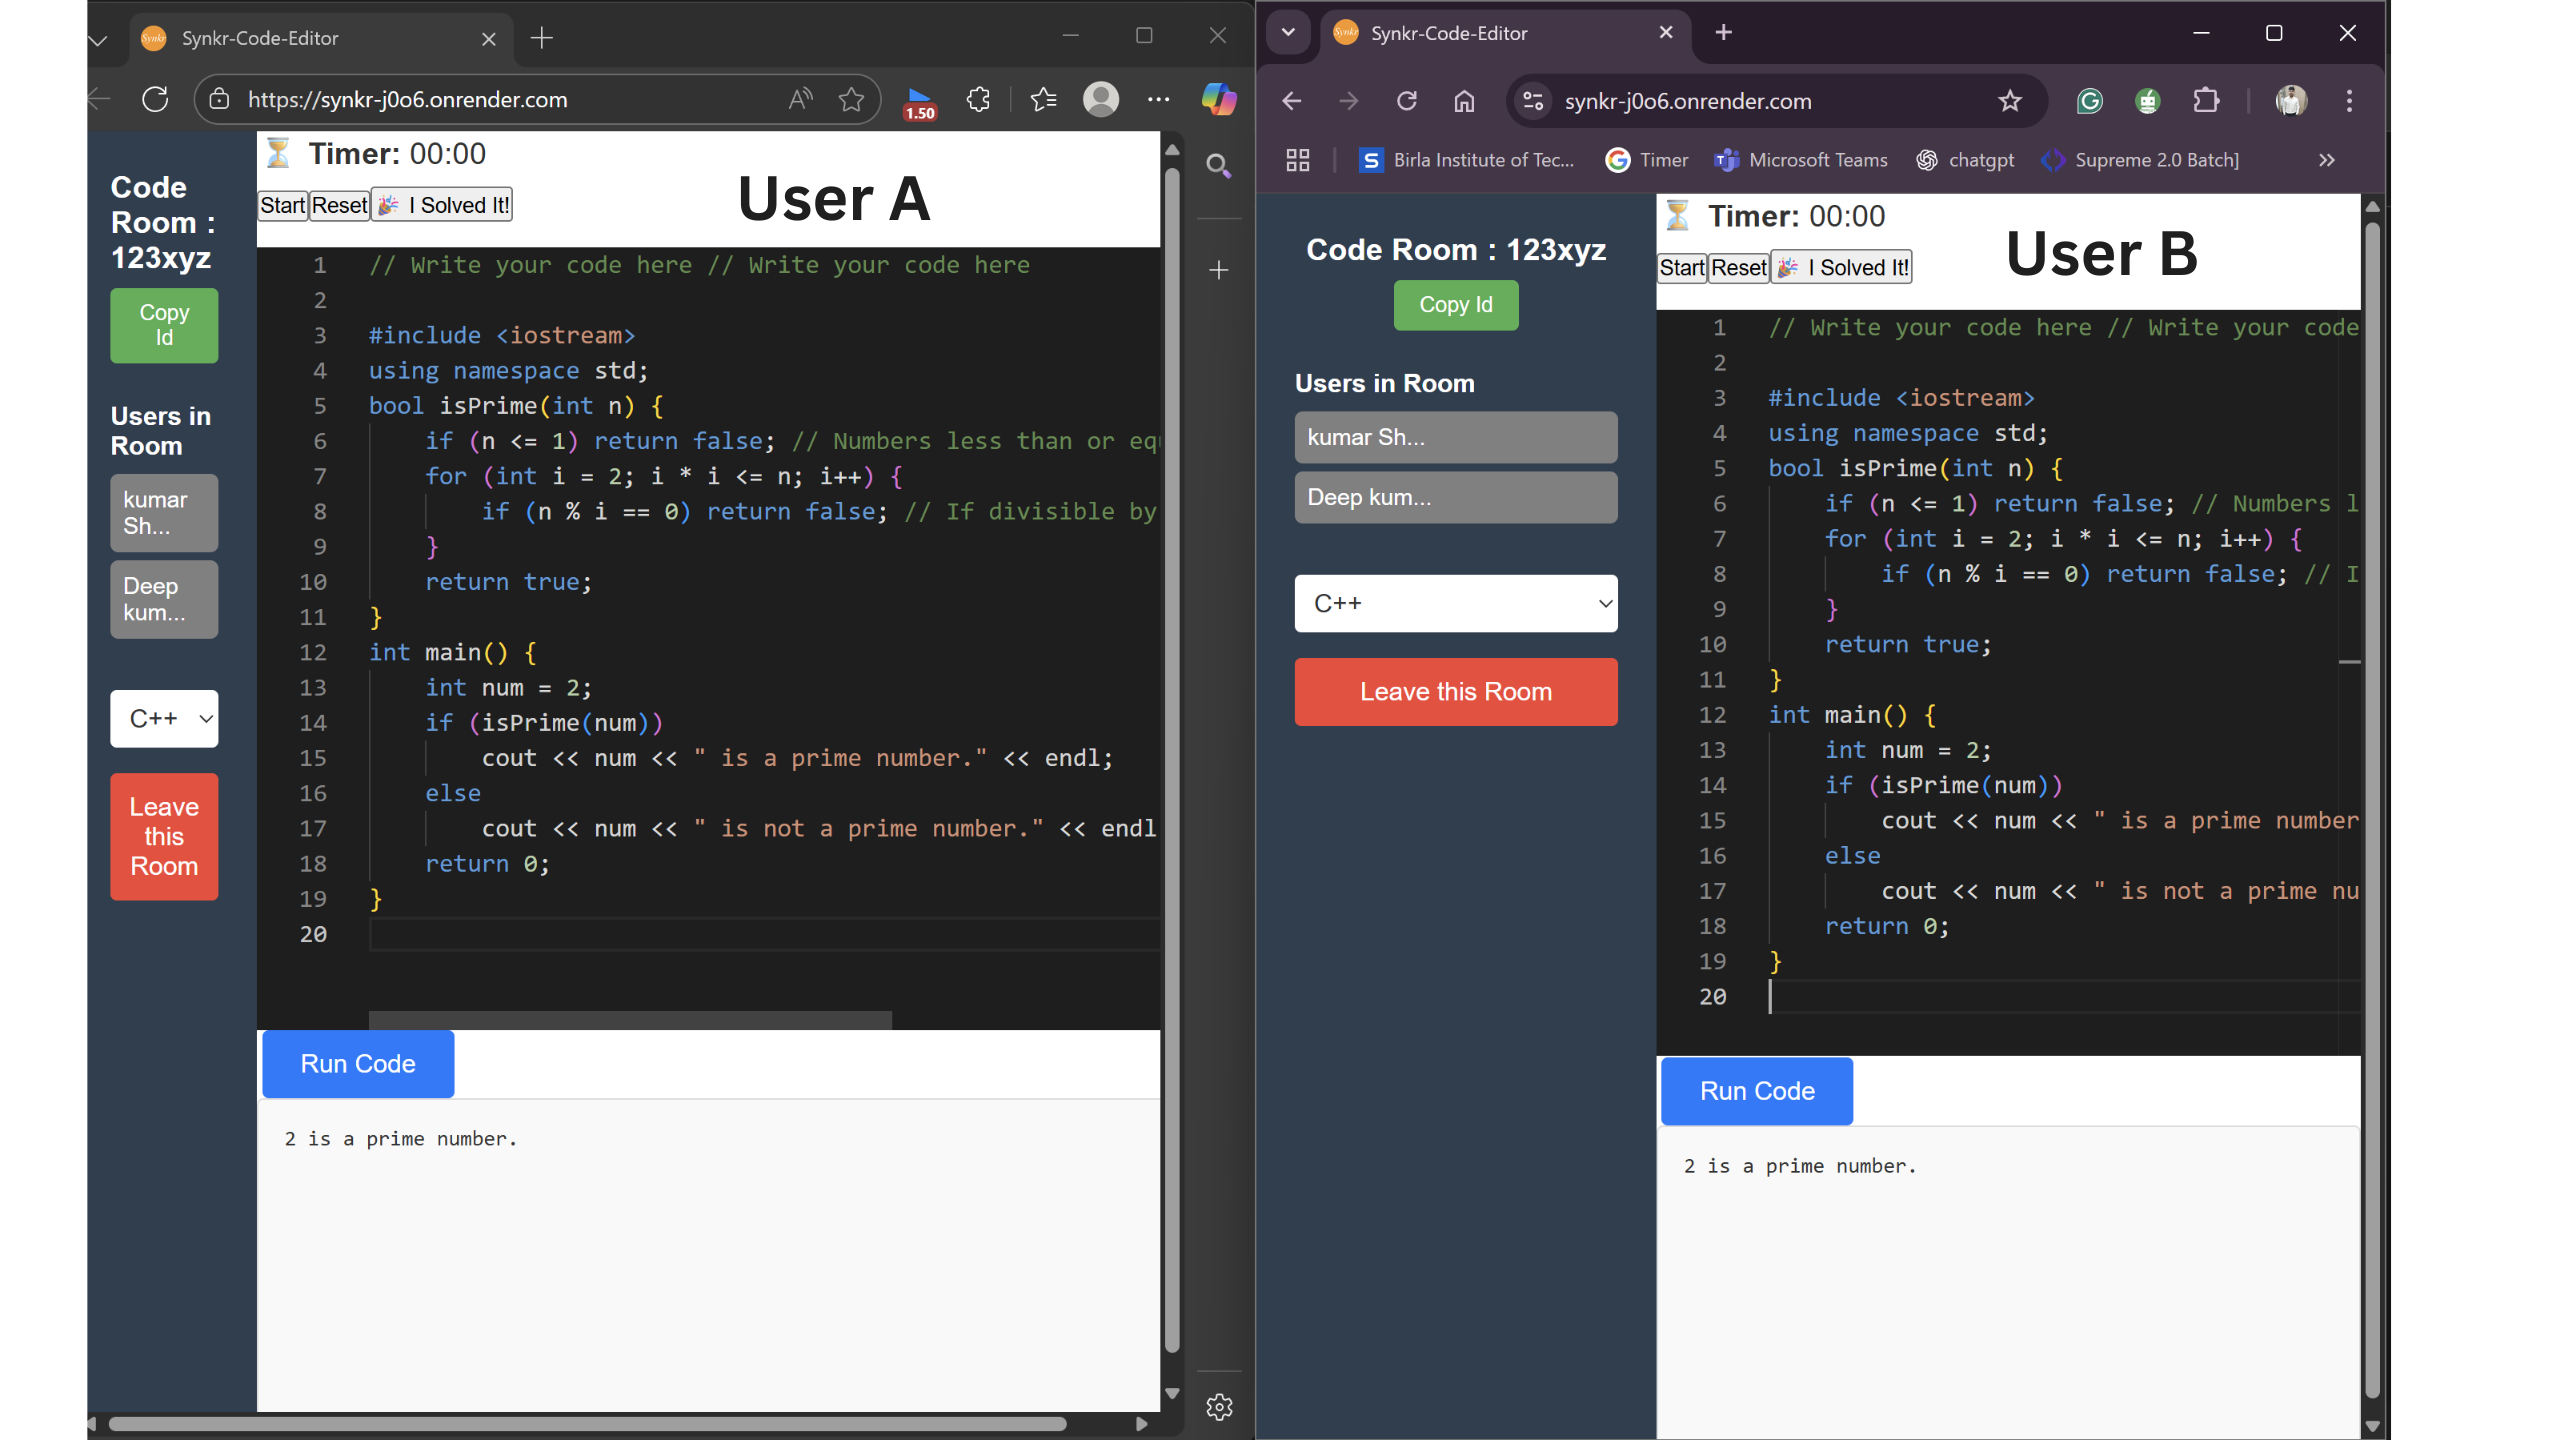 Synkr-Code-Editor
https://synkr-j0o6.onrender.com
1.50
Code
Room :
123xyz
Copy
Id
Users in
Room
kumar
Sh...
Deep
kum...
C++
Leave
this
Room
Timer: 00:00
Start Reset I Solved It!
User A
1 // Write your code here // Write your code here
2
3 #include <iostream>
4 using namespace std;
5 bool isPrime(int n) {
6 if (n <= 1) return false; // Numbers less than or eq
7 for (int i = 2; i * i <= n; i++) {
8 if (n % i == 0) return false; // If divisible by
9 }
10 return true;
11 }
12 int main() {
13 int num = 2;
14 if (isPrime(num))
15 cout << num << " is a prime number." << endl;
16 else
17 cout << num << " is not a prime number." << endl
18 return 0;
19 }
20
Run Code
2 is a prime number.
Synkr-Code-Editor
synkr-j0o6.onrender.com
Birla Institute of Tec... Timer Microsoft Teams chatgpt Supreme 2.0 Batch]
Code Room : 123xyz
Copy Id
Users in Room
kumar Sh...
Deep kum...
C++
Leave this Room
Timer: 00:00
Start Reset I Solved It!
User B
1 // Write your code here // Write your code
2
3 #include <iostream>
4 using namespace std;
5 bool isPrime(int n) {
6 if (n <= 1) return false; // Numbers l
7 for (int i = 2; i * i <= n; i++) {
8 if (n % i == 0) return false; // I
9 }
10 return true;
11 }
12 int main() {
13 int num = 2;
14 if (isPrime(num))
15 cout << num << " is a prime number
16 else
17 cout << num << " is not a prime nu
18 return 0;
19 }
20
Run Code
2 is a prime number.